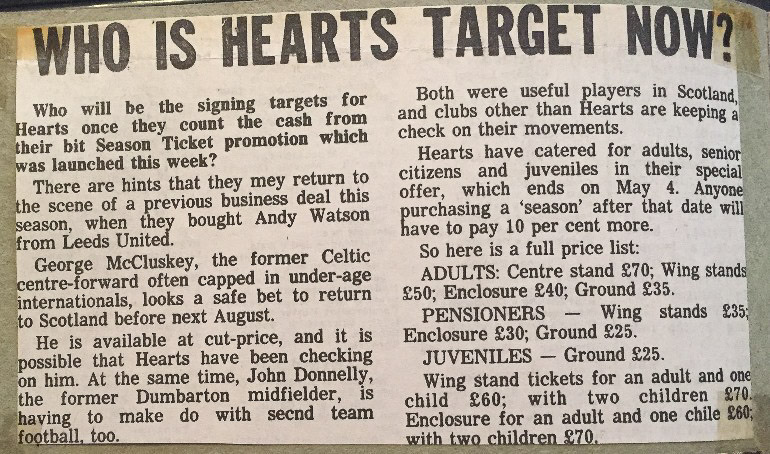 WHO IS HEARTS TARGET NOW?
Who will be the signing targets for
Hearts once they count the cash from
their bit Season Ticket promotion which
was launched this week?
There are hints that they mey return to
the scene of a previous business deal this
season, when they bought Andy Watson
from Leeds United.
George McCluskey, the former Celtic
centre-forward often capped in under-age
internationals, looks a safe bet to return
to Scotland before next August.
He is available at cut-price, and it is
possible that Hearts have been checking
on him. At the same time, John Donnelly,
the former Dumbarton midfielder, is
having to make do with secnd team
football, too.
Both were useful players in Scotland,
and clubs other than Hearts are keeping a
check on their movements.
Hearts have catered for adults, senior
citizens and juveniles in their special
offer, which ends on May 4. Anyone
purchasing a 'season' after that date will
have to pay 10 per cent more.
So here is a full price list:
ADULTS: Centre stand £70; Wing stands
£50; Enclosure £40; Ground £35.
PENSIONERS — Wing stands £35;
Enclosure £30; Ground £25.
JUVENILES — Ground £25.
Wing stand tickets for an adult and one
child £60; with two children £70.
Enclosure for an adult and one chile £60;
with two children £70.